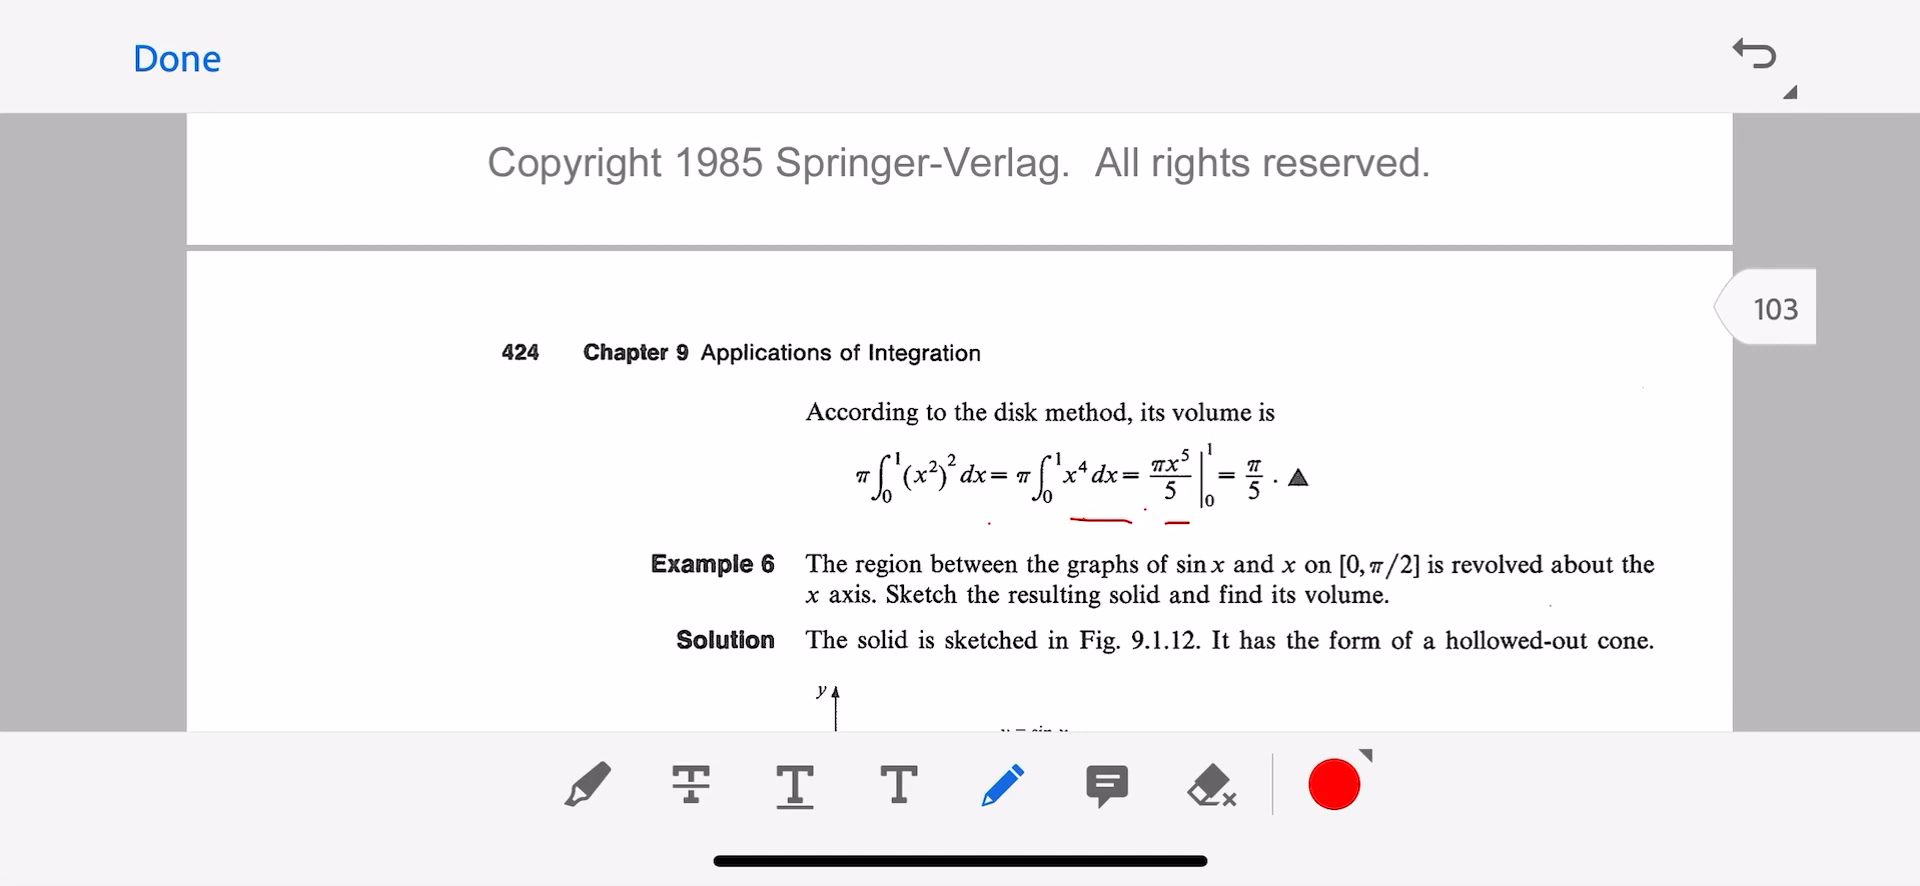 Done
Copyright 1985 Springer-Verlag. All rights reserved.
103
424 Chapter 9 Applications of Integration
According to the disk method, its volume is
π∫₀¹(x²)² dx = π∫₀¹x⁴ dx = πx⁵/5 |₀¹ = π/5 . ▲
Example 6 The region between the graphs of sin x and x on [0, π/2] is revolved about the
x axis. Sketch the resulting solid and find its volume.
Solution The solid is sketched in Fig. 9.1.12. It has the form of a hollowed-out cone.
y
T T T